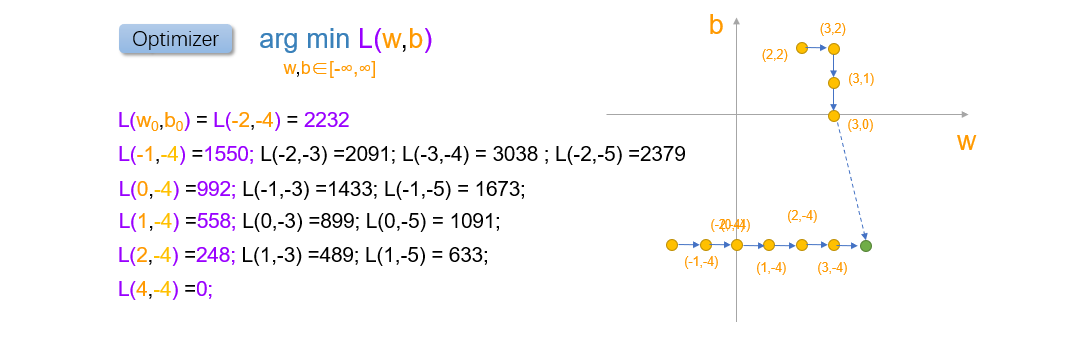 Optimizer
arg min L(w,b)
w,b∈[-∞,∞]
L(w₀,b₀) = L(-2,-4) = 2232
L(-1,-4) =1550; L(-2,-3) =2091; L(-3,-4) = 3038 ; L(-2,-5) =2379
L(0,-4) =992; L(-1,-3) =1433; L(-1,-5) = 1673;
L(1,-4) =558; L(0,-3) =899; L(0,-5) = 1091;
L(2,-4) =248; L(1,-3) =489; L(1,-5) = 633;
L(4,-4) =0;
b
(3,2)
(2,2)
(3,1)
(3,0)
w
(2,-4)
(-1,-4)
(1,-4)
(3,-4)